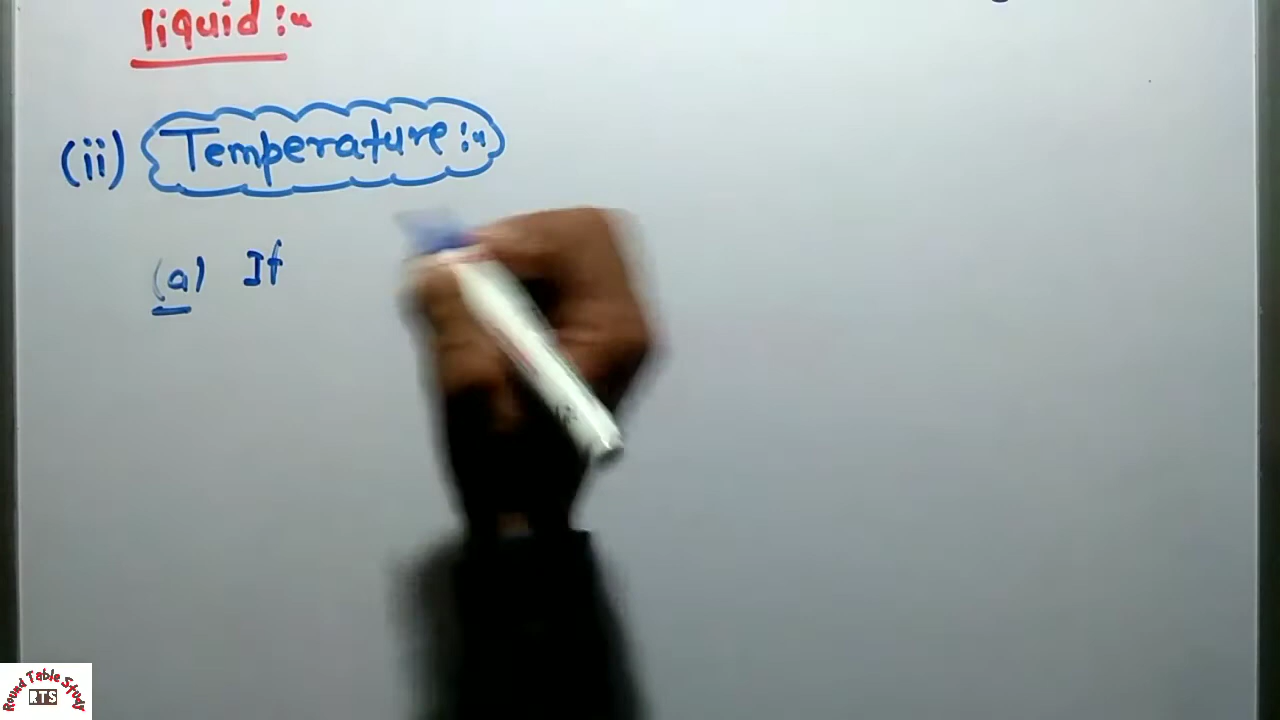 liquid :-
(ii) Temperature :-
(a) If
Round Table Study
RTS